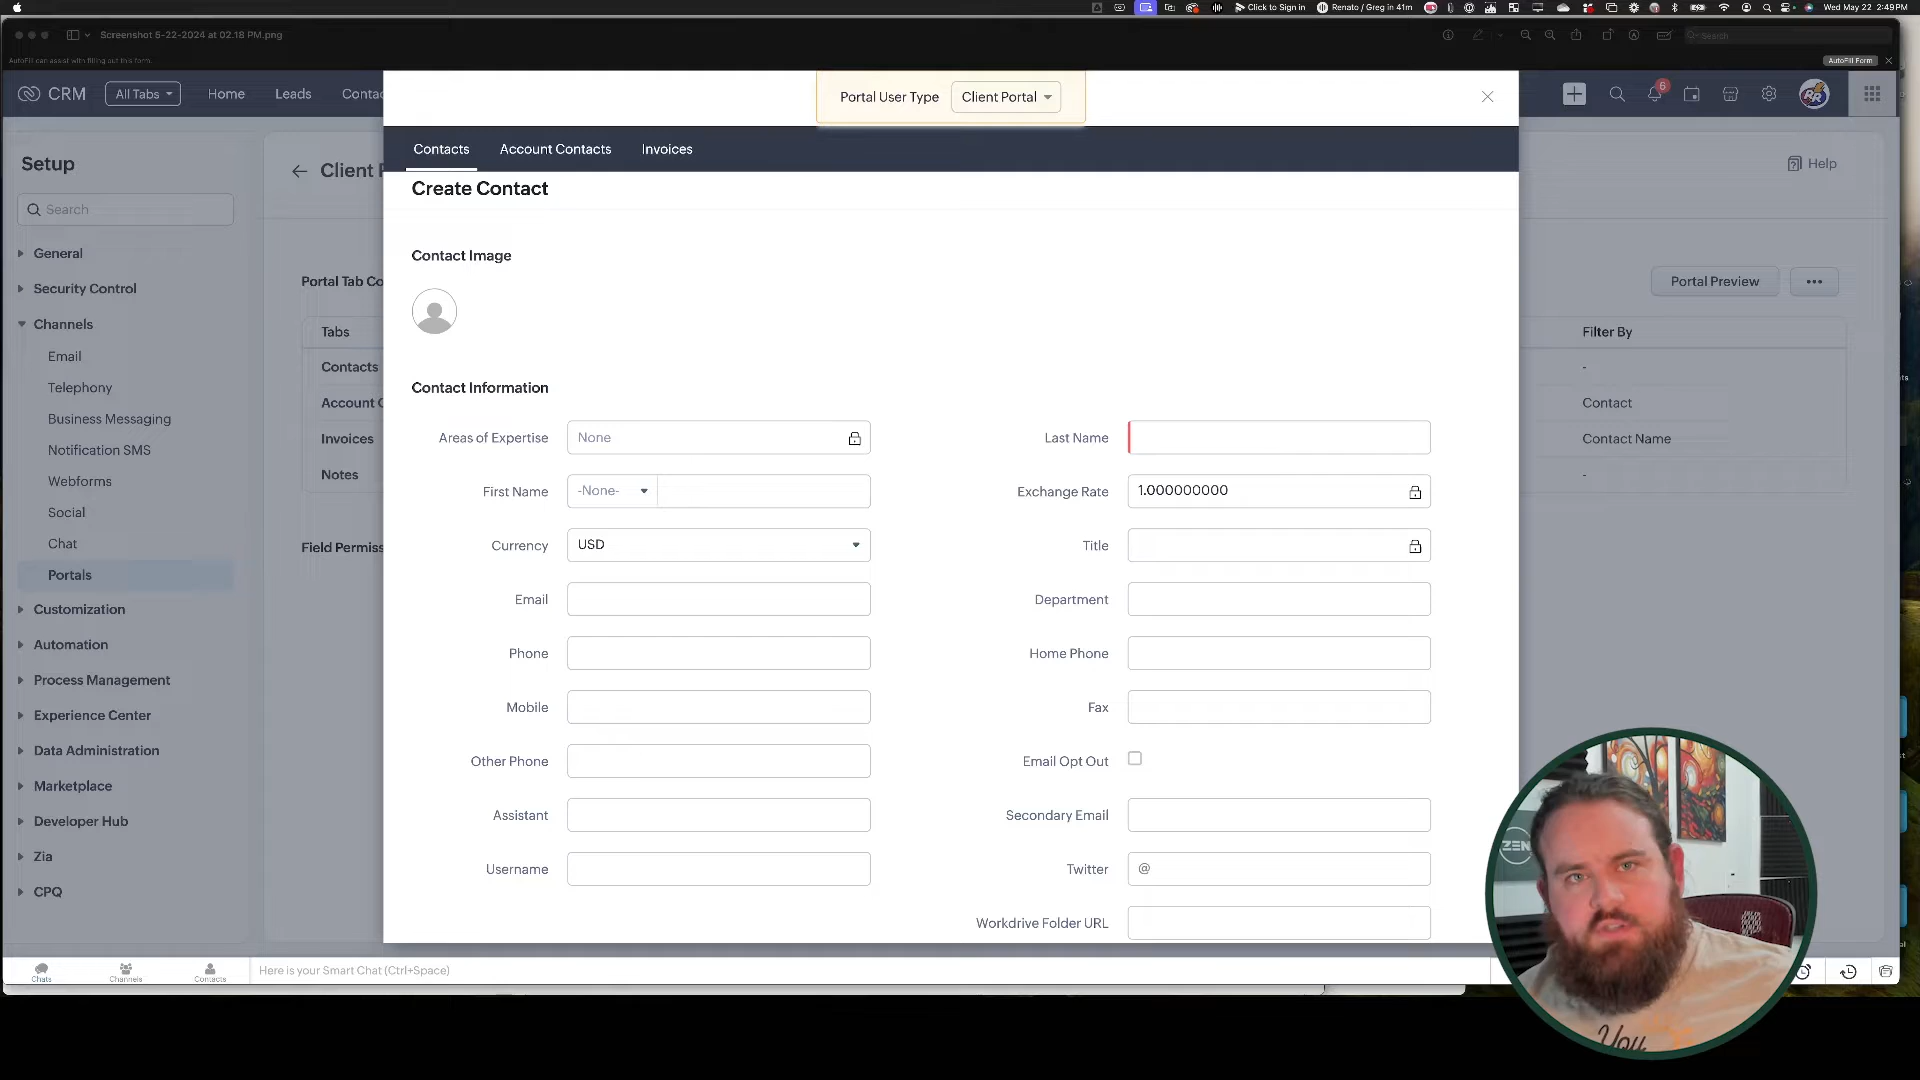 Click to Sign in
Renato / Greg in 41m
Wed May 22 2:49 PM
Screenshot 5-22-2024 at 02.18 PM.png
Search
AutoFill can assist with filling out this form.
AutoFill Form
CRM
All Tabs
Home
Leads
Contac
Portal User Type
Client Portal
6
Contacts
Account Contacts
Invoices
Setup
Client P
Help
Create Contact
Search
Contact Image
General
Portal Tab Co
Portal Preview
Security Control
Channels
Tabs
Filter By
Email
Contacts
-
Telephony
Contact Information
Account C
Contact
Business Messaging
Areas of Expertise
None
Last Name
Invoices
Contact Name
Notification SMS
Notes
-
Webforms
First Name
-None-
Exchange Rate
1.000000000
Social
Chat
Field Permiss
Currency
USD
Title
Portals
Customization
Email
Department
Automation
Phone
Home Phone
Process Management
Mobile
Fax
Experience Center
Data Administration
Other Phone
Email Opt Out
Marketplace
Developer Hub
Assistant
Secondary Email
Zia
Username
Twitter
@
CPQ
Workdrive Folder URL
ZEN
Chats
Channels
Contacts
Here is your Smart Chat (Ctrl+Space)
You